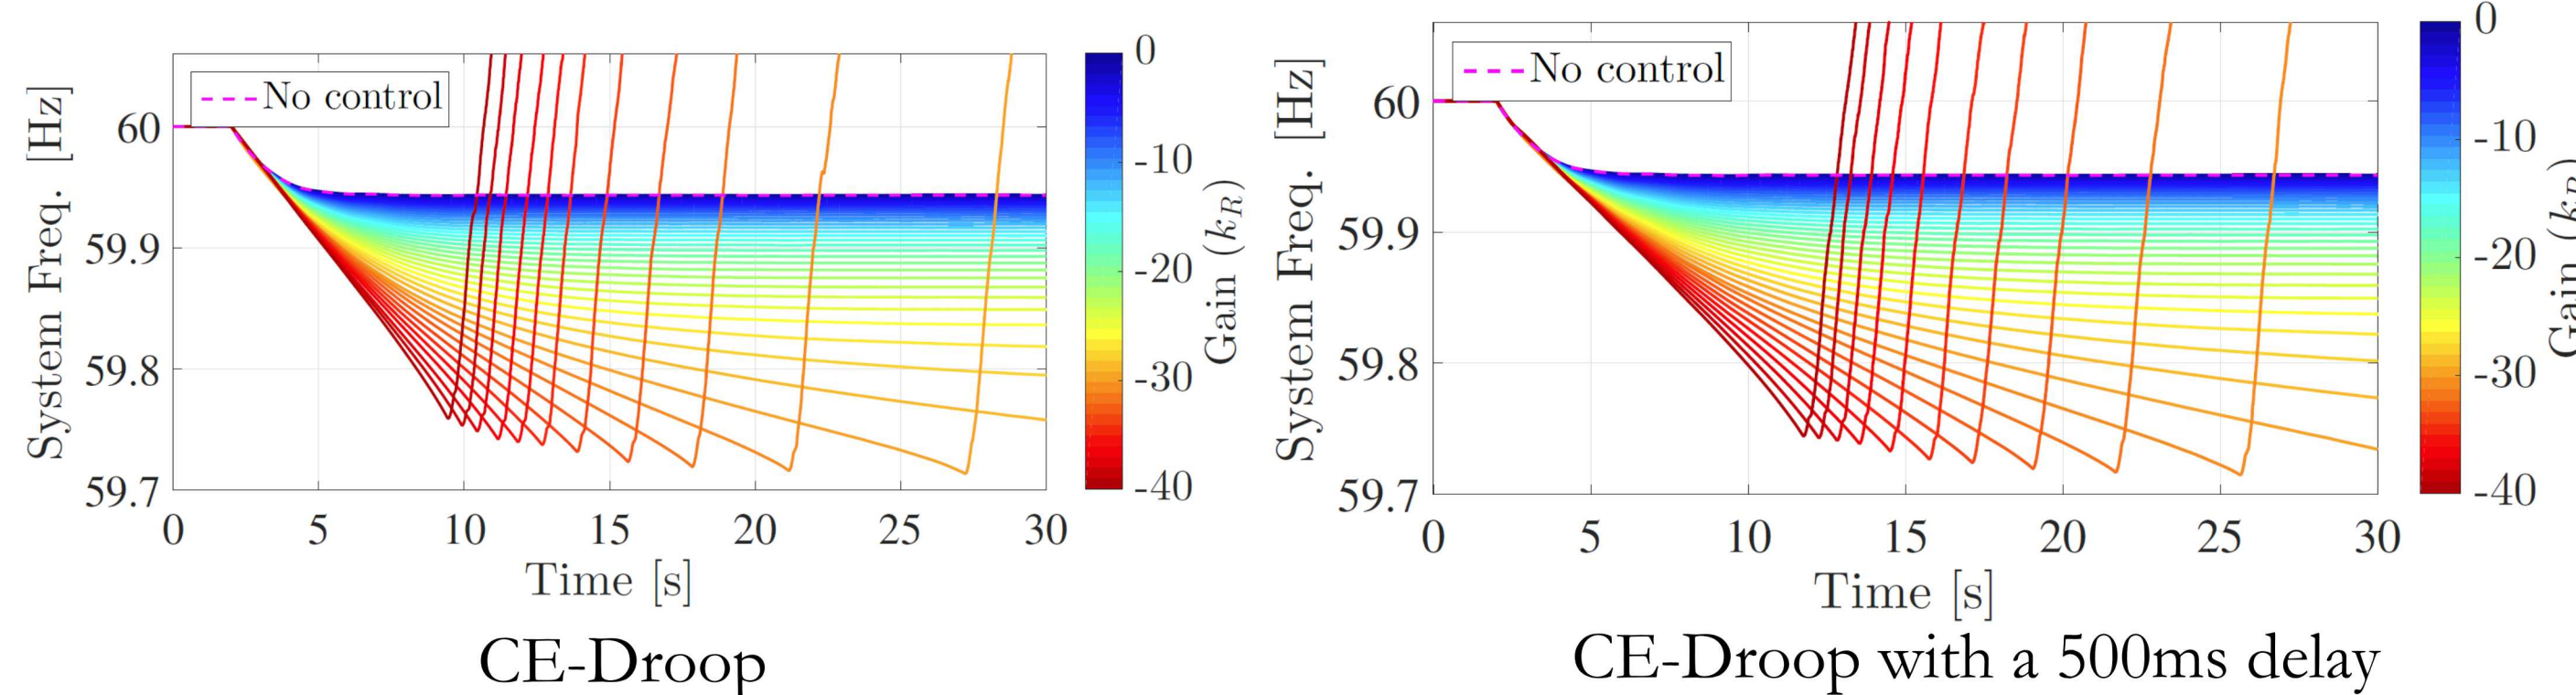 No control
System Freq. [Hz]
60
59.9
59.8
59.7
0 5 10 15 20 25 30
Time [s]
0
-10
-20
-30
-40
Gain (k_R)
CE-Droop
No control
System Freq. [Hz]
60
59.9
59.8
59.7
0 5 10 15 20 25 30
Time [s]
0
-10
-20
-30
-40
Gain (k_R)
CE-Droop with a 500ms delay